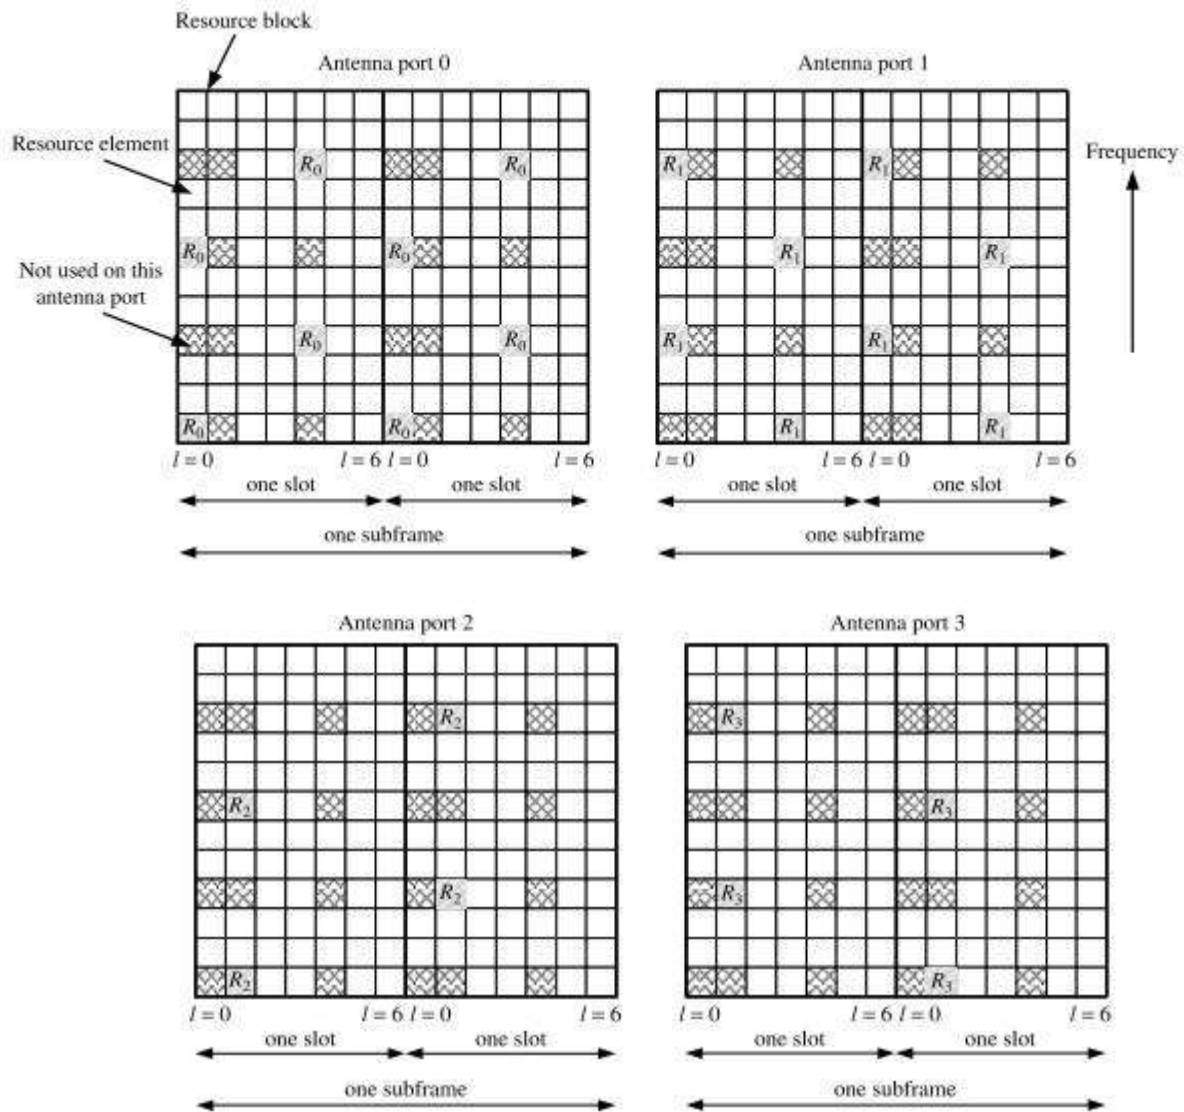 Resource block
Antenna port 0
Antenna port 1
Resource element
Frequency
R0 R0
R1 R1
Not used on this
antenna port
R0 R0
R1 R1
R0 R0
R1 R1
R0 R0
R1 R1
l = 0 l = 6 l = 0 l = 6
l = 0 l = 6 l = 0 l = 6
one slot one slot
one slot one slot
one subframe
one subframe
Antenna port 2
Antenna port 3
R2
R3
R2
R3
R2
R3
R2
R3
l = 0 l = 6 l = 0 l = 6
l = 0 l = 6 l = 0 l = 6
one slot one slot
one slot one slot
one subframe
one subframe